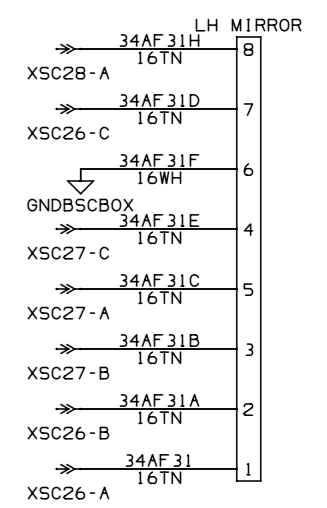 LH MIRROR
34AF31H
8
16TN
XSC28-A
34AF31D
7
16TN
XSC26-C
34AF31F
6
16WH
GNDBSCBOX
34AF31E
4
16TN
XSC27-C
34AF31C
5
16TN
XSC27-A
34AF31B
3
16TN
XSC27-B
34AF31A
2
16TN
XSC26-B
34AF31
1
16TN
XSC26-A